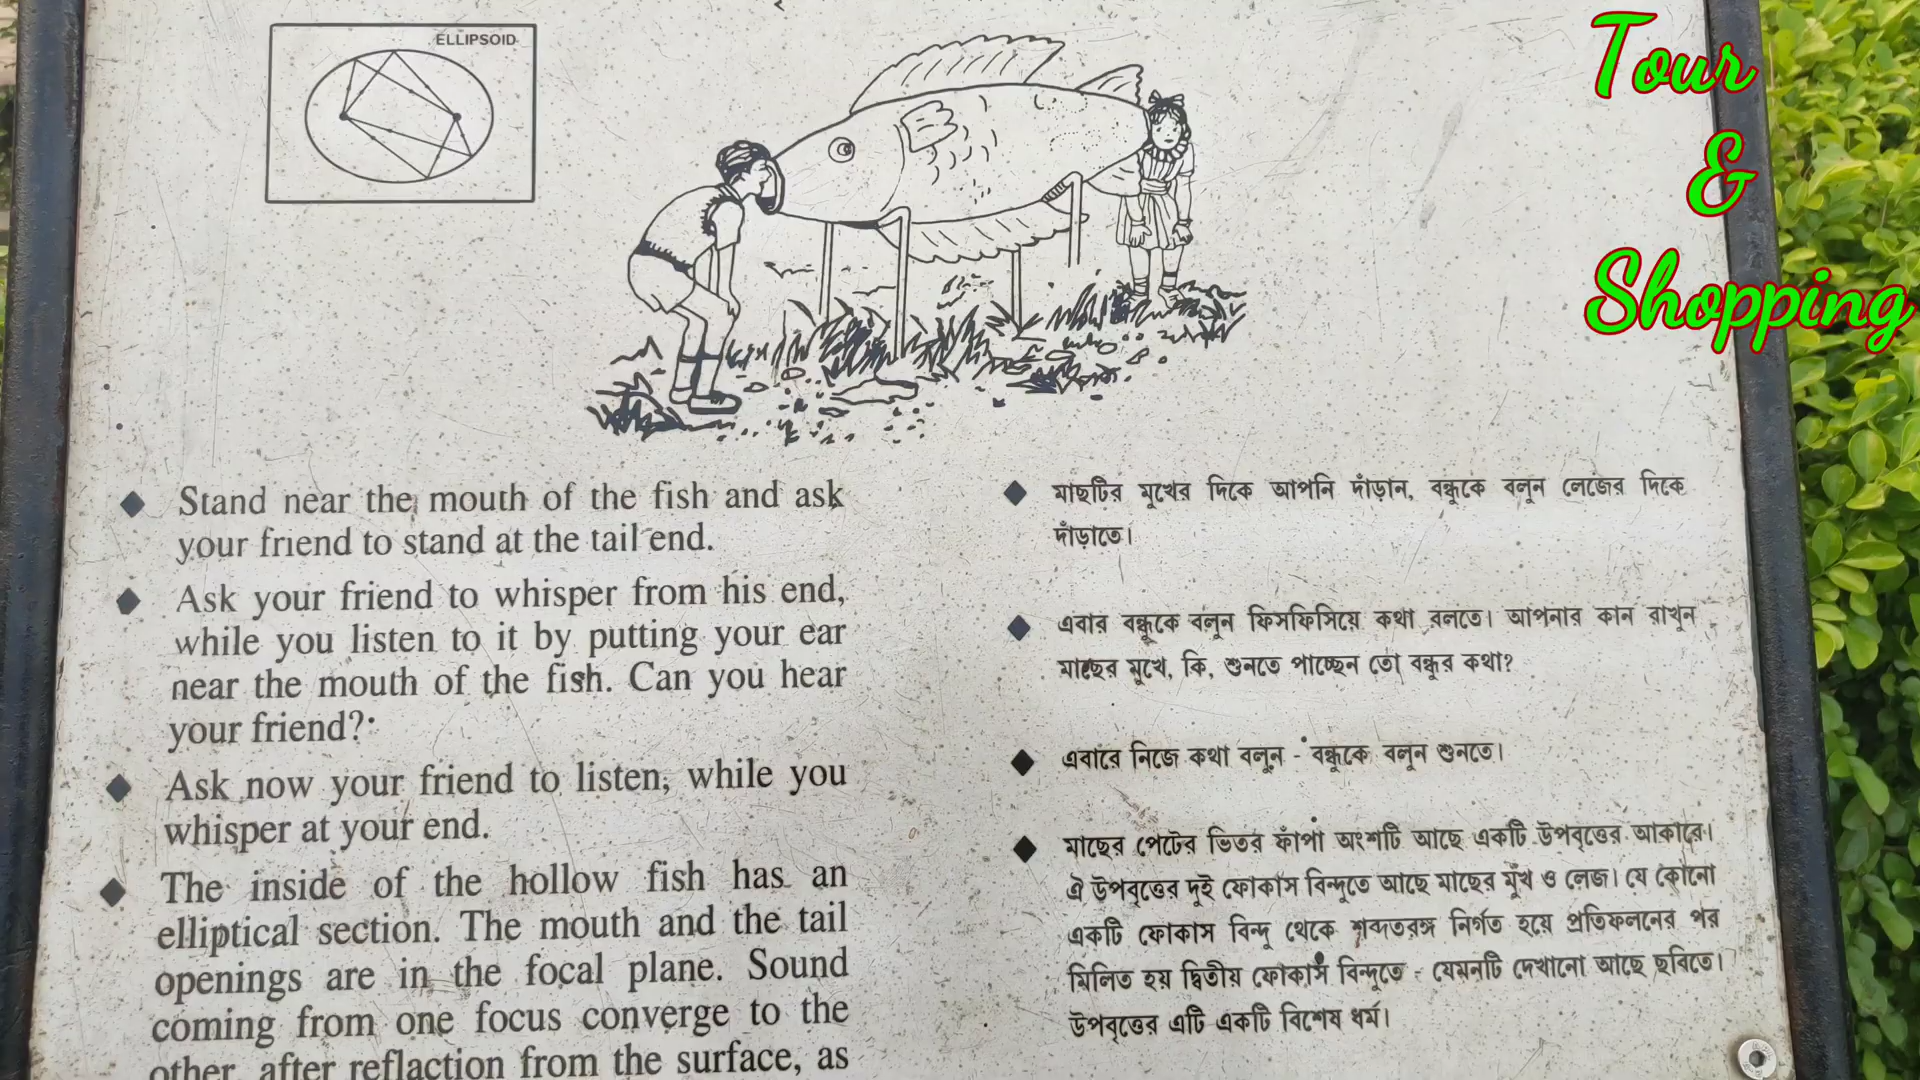 ELLIPSOID
Tour
&
Shopping
Stand near the mouth of the fish and ask
your friend to stand at the tail end.
Ask your friend to whisper from his end,
while you listen to it by putting your ear
near the mouth of the fish. Can you hear
your friend?
Ask now your friend to listen, while you
whisper at your end.
The inside of the hollow fish has an
elliptical section. The mouth and the tail
openings are in the focal plane. Sound
coming from one focus converge to the
other, after reflaction from the surface, as
মাছটির মুখের দিকে আপনি দাঁড়ান, বন্ধুকে বলুন লেজের দিকে
দাঁড়াতে।
এবার বন্ধুকে বলুন ফিসফিসিয়ে কথা বলতে। আপনার কান রাখুন
মাছের মুখে, কি, শুনতে পাচ্ছেন তো বন্ধুর কথা?
এবারে নিজে কথা বলুন - বন্ধুকে বলুন শুনতে।
মাছের পেটের ভিতর ফাঁপা অংশটি আছে একটি উপবৃত্তের আকারে।
ঐ উপবৃত্তের দুই ফোকাস বিন্দুতে আছে মাছের মুখ ও লেজ। যে কোনো
একটি ফোকাস বিন্দু থেকে শব্দতরঙ্গ নির্গত হয়ে প্রতিফলনের পর
মিলিত হয় দ্বিতীয় ফোকাস বিন্দুতে - যেমনটি দেখানো আছে ছবিতে।
উপবৃত্তের এটি একটি বিশেষ ধর্ম।